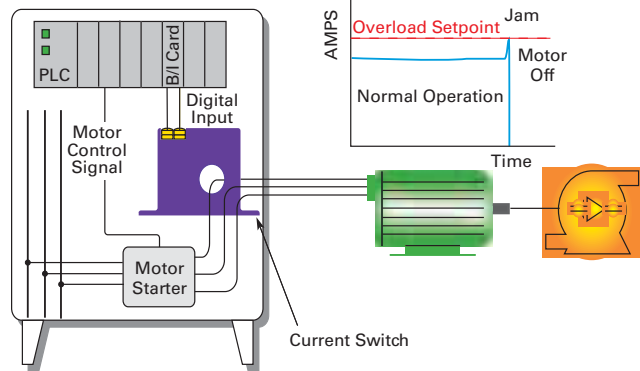 PLC
B/I Card
Digital
Input
Motor
Control
Signal
Motor
Starter
Current Switch
AMPS
Overload Setpoint
Jam
Motor
Off
Normal Operation
Time